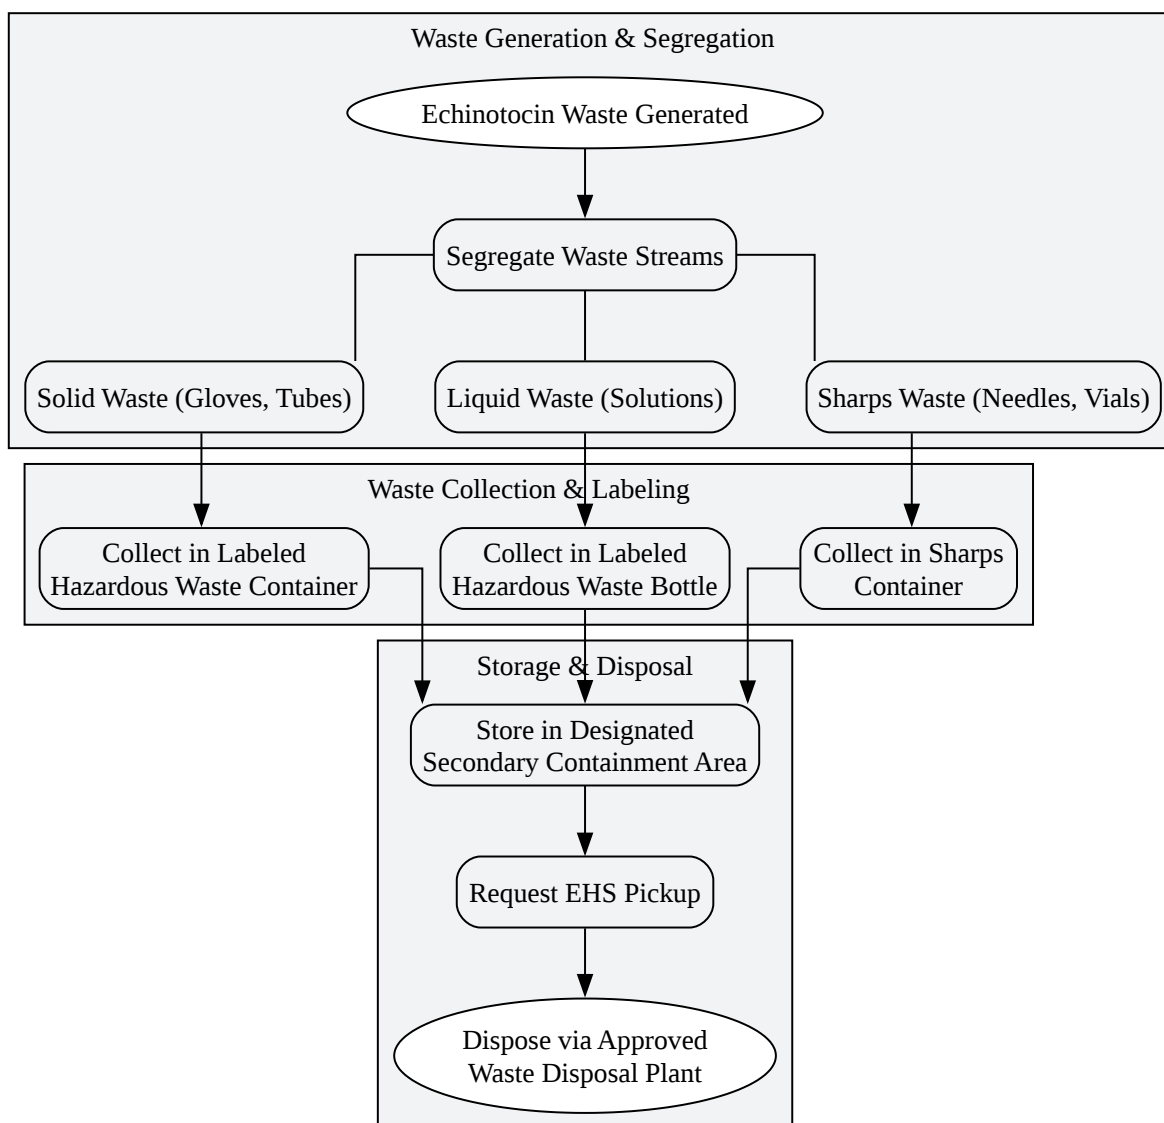 Waste Generation & Segregation
Echinotocin Waste Generated
Segregate Waste Streams
Solid Waste (Gloves, Tubes)
Liquid Waste (Solutions)
Sharps Waste (Needles, Vials)
Waste Collection & Labeling
Collect in Labeled
Hazardous Waste Container
Collect in Labeled
Hazardous Waste Bottle
Collect in Sharps
Container
Storage & Disposal
Store in Designated
Secondary Containment Area
Request EHS Pickup
Dispose via Approved
Waste Disposal Plant